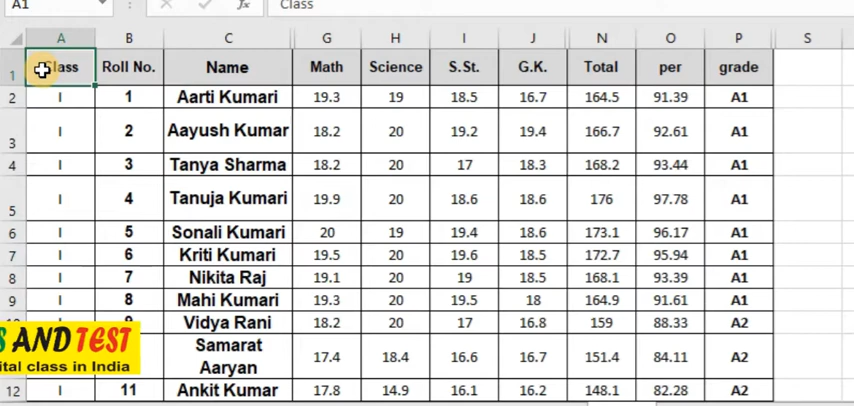 A1 fx Class
A B C G H I J N O P S
1 Class Roll No. Name Math Science S.St. G.K. Total per grade
2 I 1 Aarti Kumari 19.3 19 18.5 16.7 164.5 91.39 A1
3 I 2 Aayush Kumar 18.2 20 19.2 19.4 166.7 92.61 A1
4 I 3 Tanya Sharma 18.2 20 17 18.3 168.2 93.44 A1
5 I 4 Tanuja Kumari 19.9 20 18.6 18.6 176 97.78 A1
6 I 5 Sonali Kumari 20 19 19.4 18.6 173.1 96.17 A1
7 I 6 Kriti Kumari 19.5 20 19.6 18.5 172.7 95.94 A1
8 I 7 Nikita Raj 19.1 20 19 18.5 168.1 93.39 A1
9 I 8 Mahi Kumari 19.3 20 19.5 18 164.9 91.61 A1
10 I 9 Vidya Rani 18.2 20 17 16.8 159 88.33 A2
Samarat
Aaryan 17.4 18.4 16.6 16.7 151.4 84.11 A2
S AND TEST
ital class in India
12 I 11 Ankit Kumar 17.8 14.9 16.1 16.2 148.1 82.28 A2